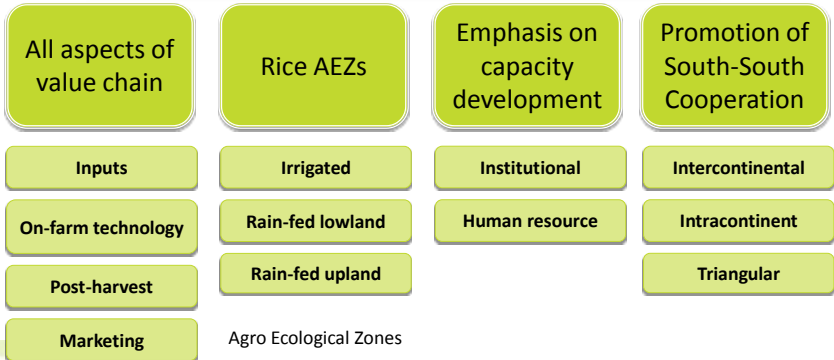 All aspects of
value chain
Inputs
On-farm technology
Post-harvest
Marketing
Rice AEZs
Irrigated
Rain-fed lowland
Rain-fed upland
Agro Ecological Zones
Emphasis on
capacity
development
Institutional
Human resource
Promotion of
South-South
Cooperation
Intercontinental
Intracontinent
Triangular